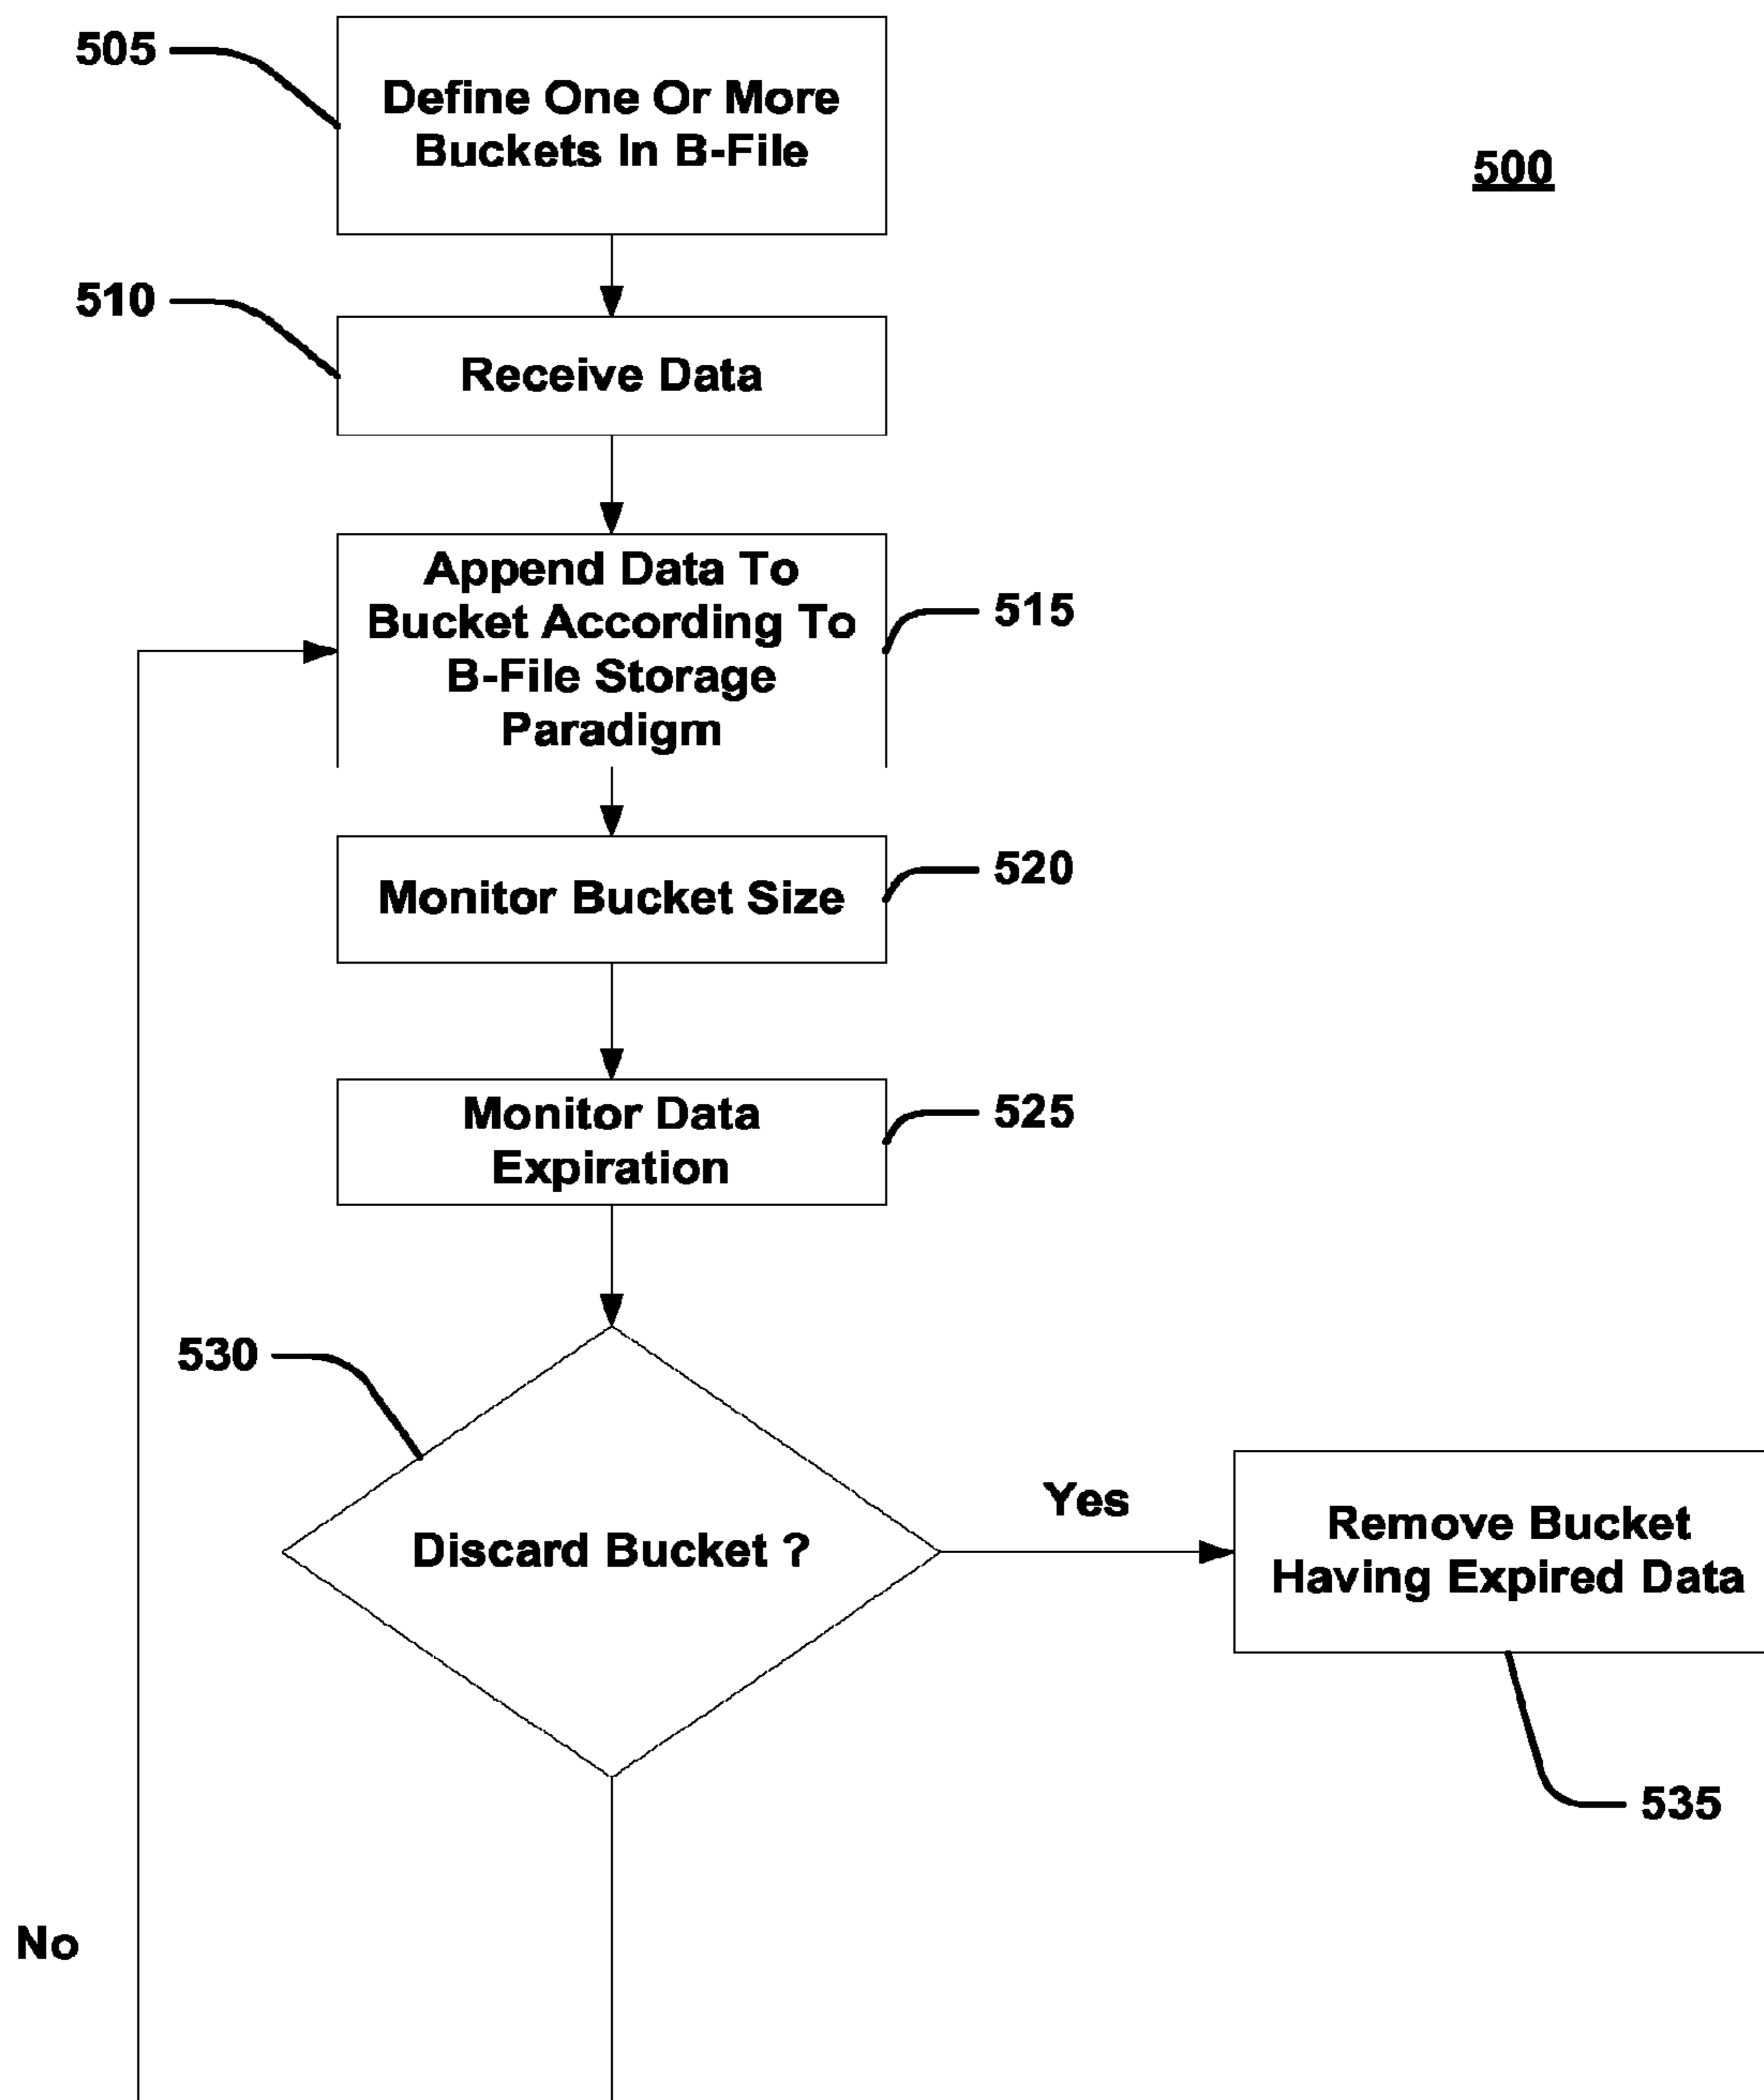 505
Define One Or More
Buckets In B-File
500
510
Receive Data
Append Data To
Bucket According To
B-File Storage
Paradigm
515
Monitor Bucket Size
520
Monitor Data
Expiration
525
530
Discard Bucket ?
Yes
Remove Bucket
Having Expired Data
535
No